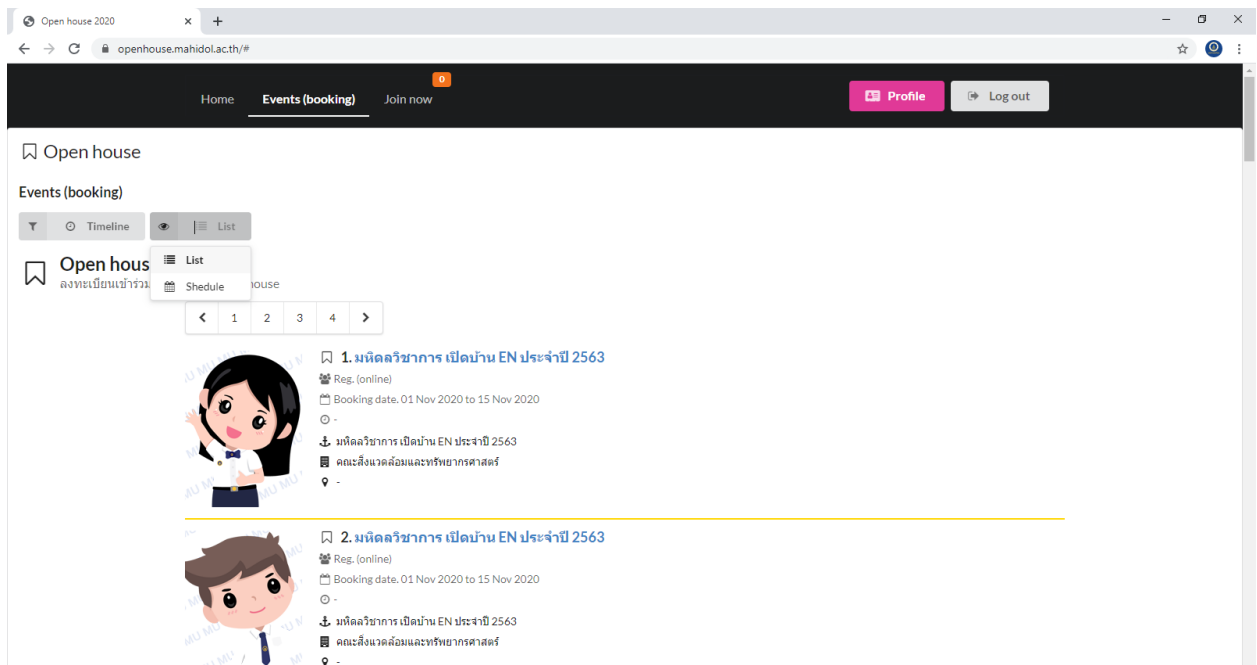 Open house 2020
openhouse.mahidol.ac.th/#
0
Home Events (booking) Join now Profile Log out
Open house
Events (booking)
Timeline List
List
Shedule
Open hous
ลงทะเบียนเข้าร่วม ouse
1 2 3 4
1. มหิดลวิชาการ เปิดบ้าน EN ประจำปี 2563
Reg. (online)
Booking date. 01 Nov 2020 to 15 Nov 2020
-
มหิดลวิชาการ เปิดบ้าน EN ประจำปี 2563
คณะสิ่งแวดล้อมและทรัพยากรศาสตร์
-
2. มหิดลวิชาการ เปิดบ้าน EN ประจำปี 2563
Reg. (online)
Booking date. 01 Nov 2020 to 15 Nov 2020
-
มหิดลวิชาการ เปิดบ้าน EN ประจำปี 2563
คณะสิ่งแวดล้อมและทรัพยากรศาสตร์
-